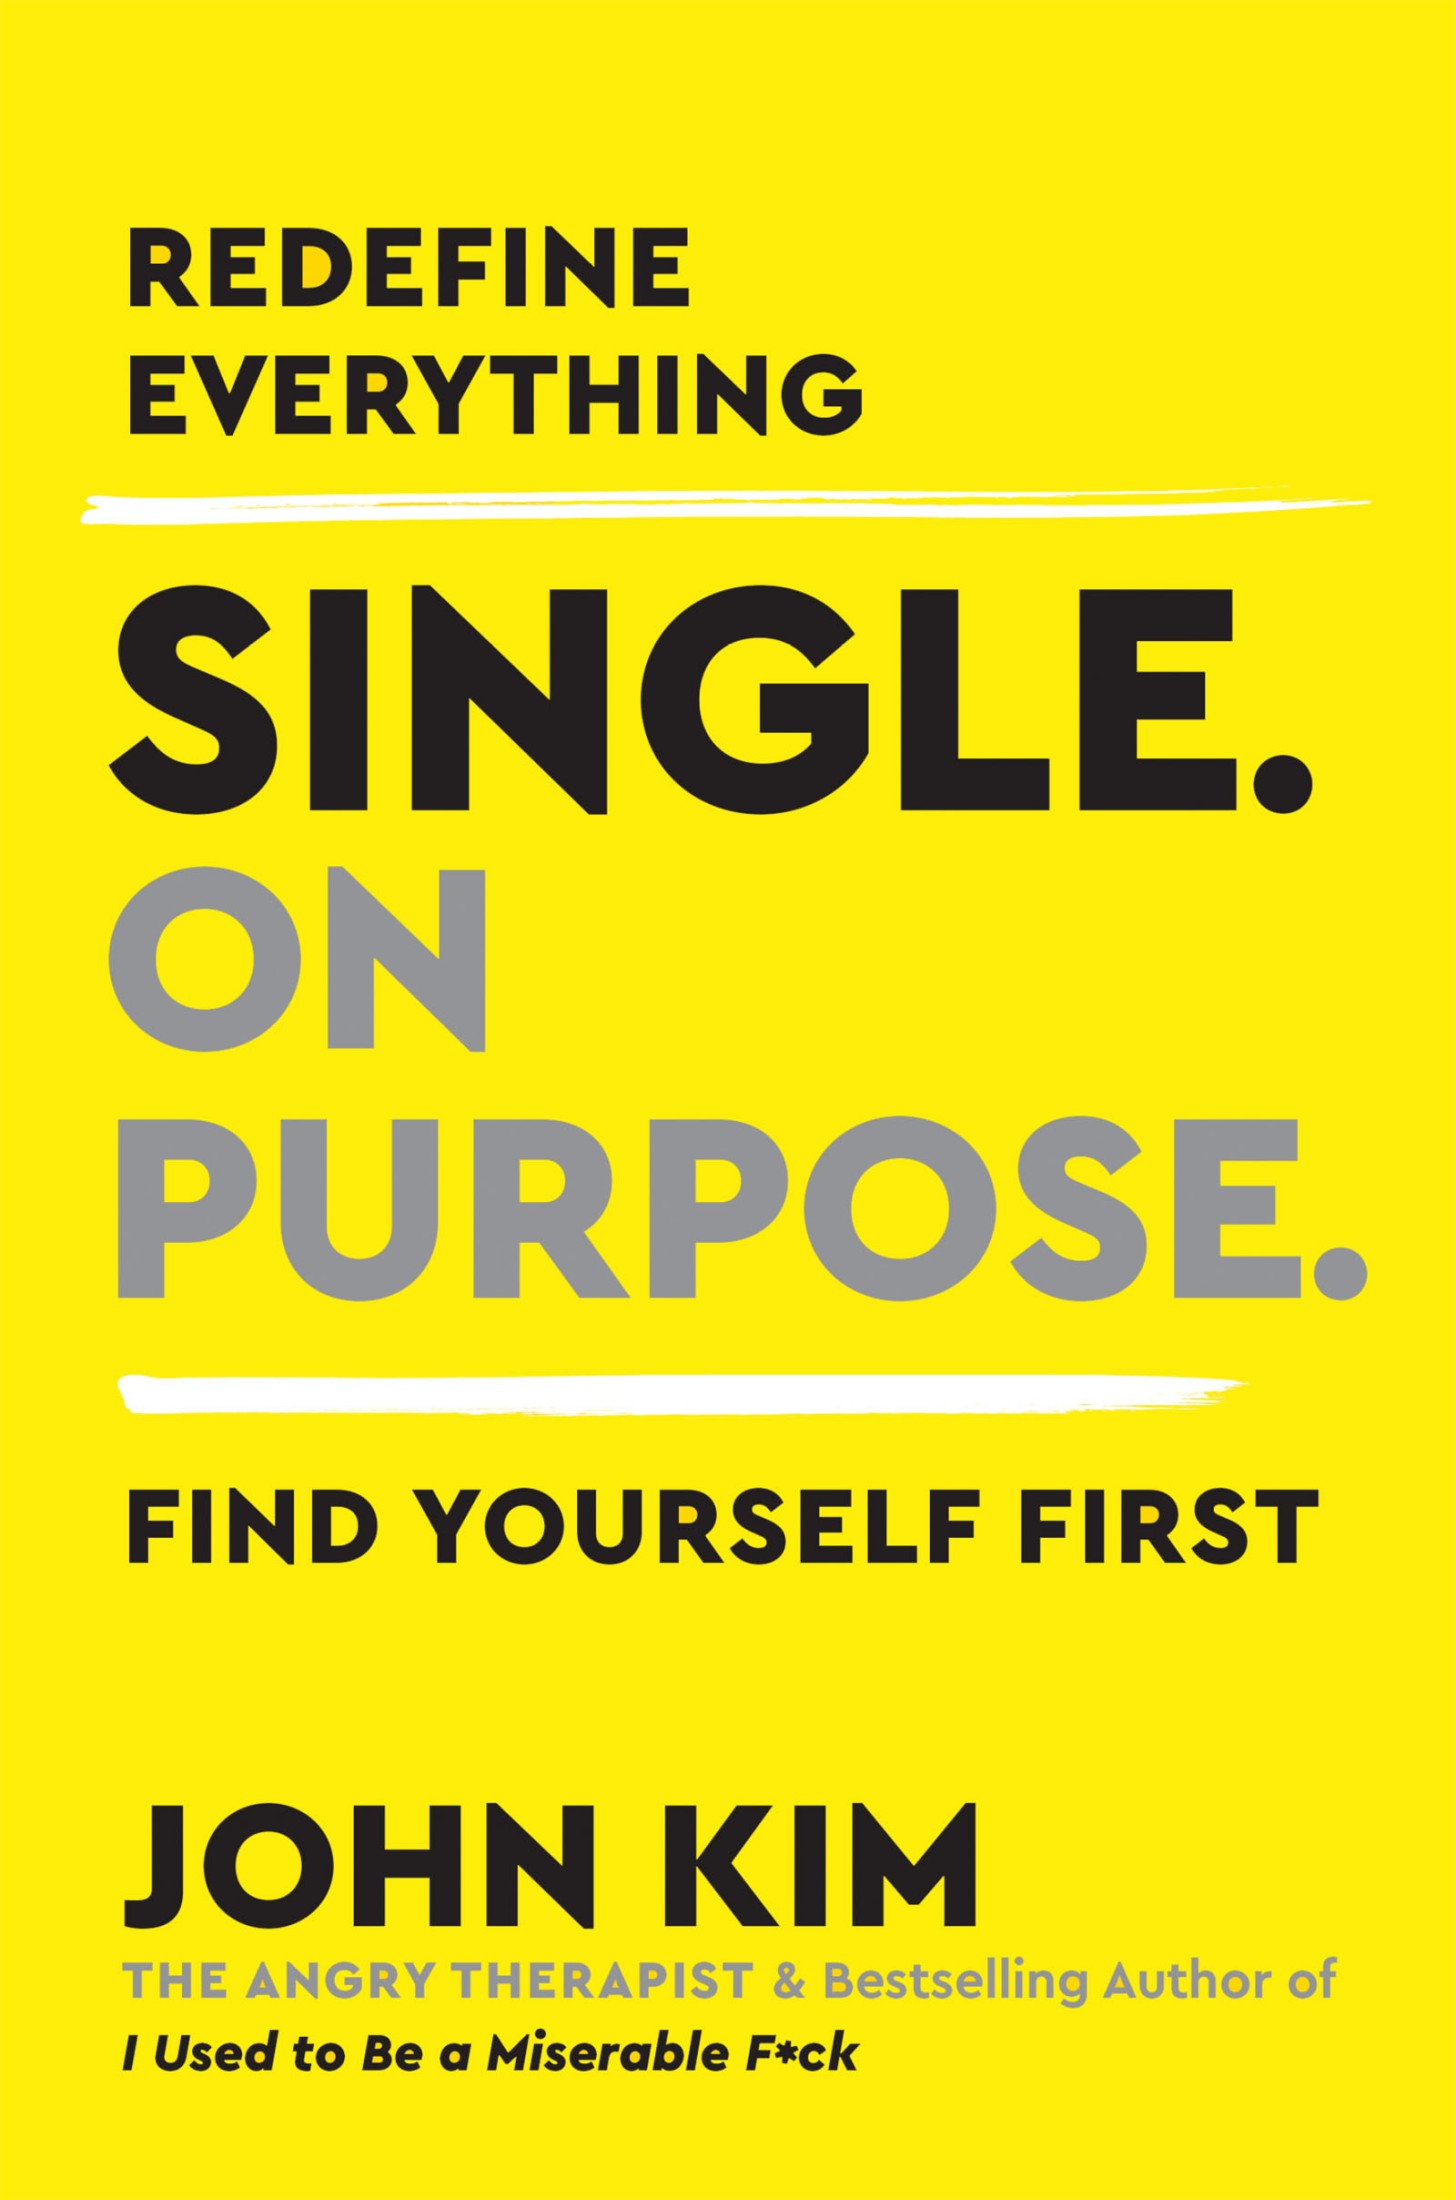 REDEFINE
EVERYTHING
SINGLE.
ON
PURPOSE.
FIND YOURSELF FIRST
JOHN KIM
THE ANGRY THERAPIST & Bestselling Author of
I Used to Be a Miserable F*ck